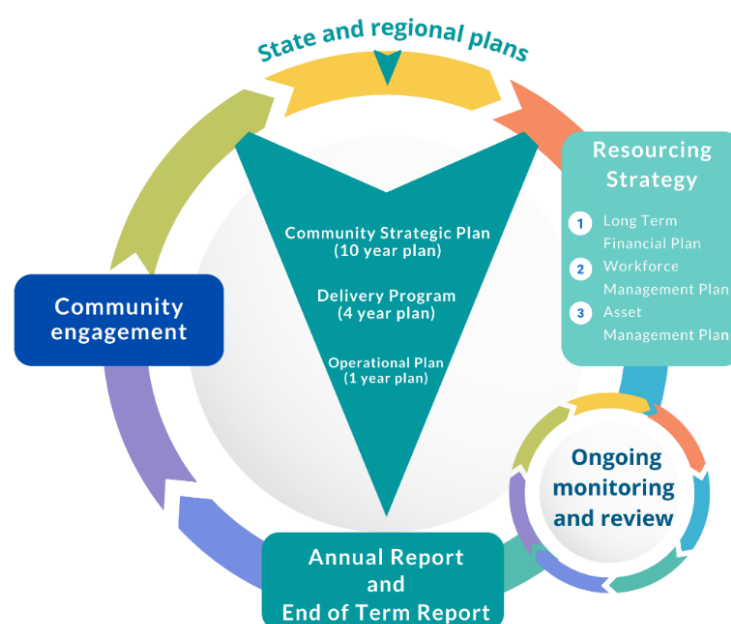 State and regional plans
Resourcing
Strategy
1 Long Term
Financial Plan
2 Workforce
Management Plan
3 Asset
Management Plan
Community Strategic Plan
(10 year plan)
Delivery Program
(4 year plan)
Operational Plan
(1 year plan)
Community
engagement
Ongoing
monitoring
and review
Annual Report
and
End of Term Report